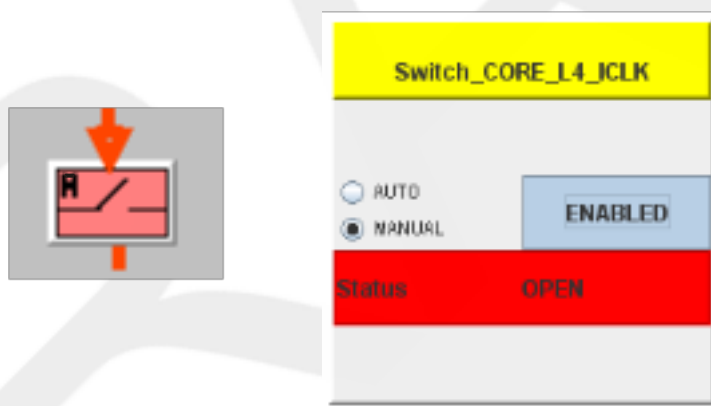 A
Switch_CORE_L4_ICLK
AUTO
MANUAL
ENABLED
Status OPEN